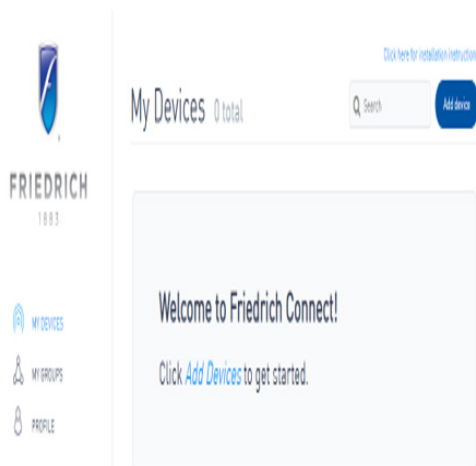 Click here for installation instruction
My Devices 0 total
Search
Add device
FRIEDRICH
1883
Welcome to Friedrich Connect!
Click Add Devices to get started.
MY DEVICES
MY GROUPS
PROFILE